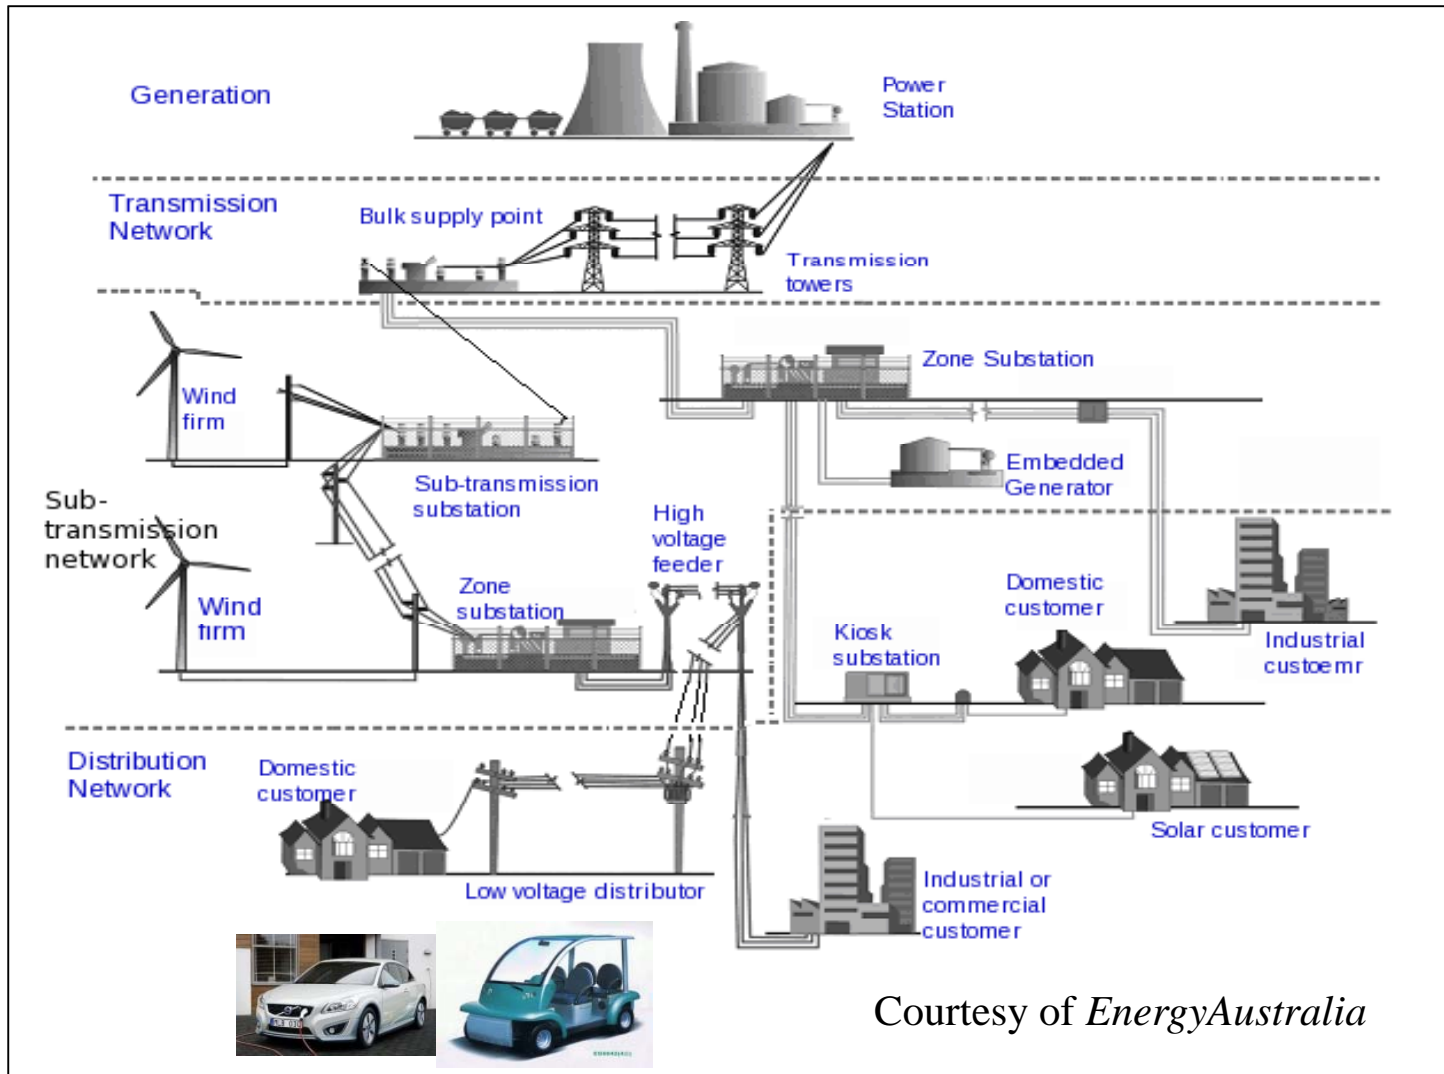 Generation
Power
Station
Transmission
Network
Bulk supply point
Transmission
towers
Zone Substation
Wind
firm
Sub-transmission
substation
Embedded
Generator
Sub-
transmission
network
High
voltage
feeder
Wind
firm
Zone
substation
Domestic
customer
Industrial
custoemr
Kiosk
substation
Distribution
Network
Domestic
customer
Solar customer
Low voltage distributor
Industrial or
commercial
customer
Courtesy of EnergyAustralia